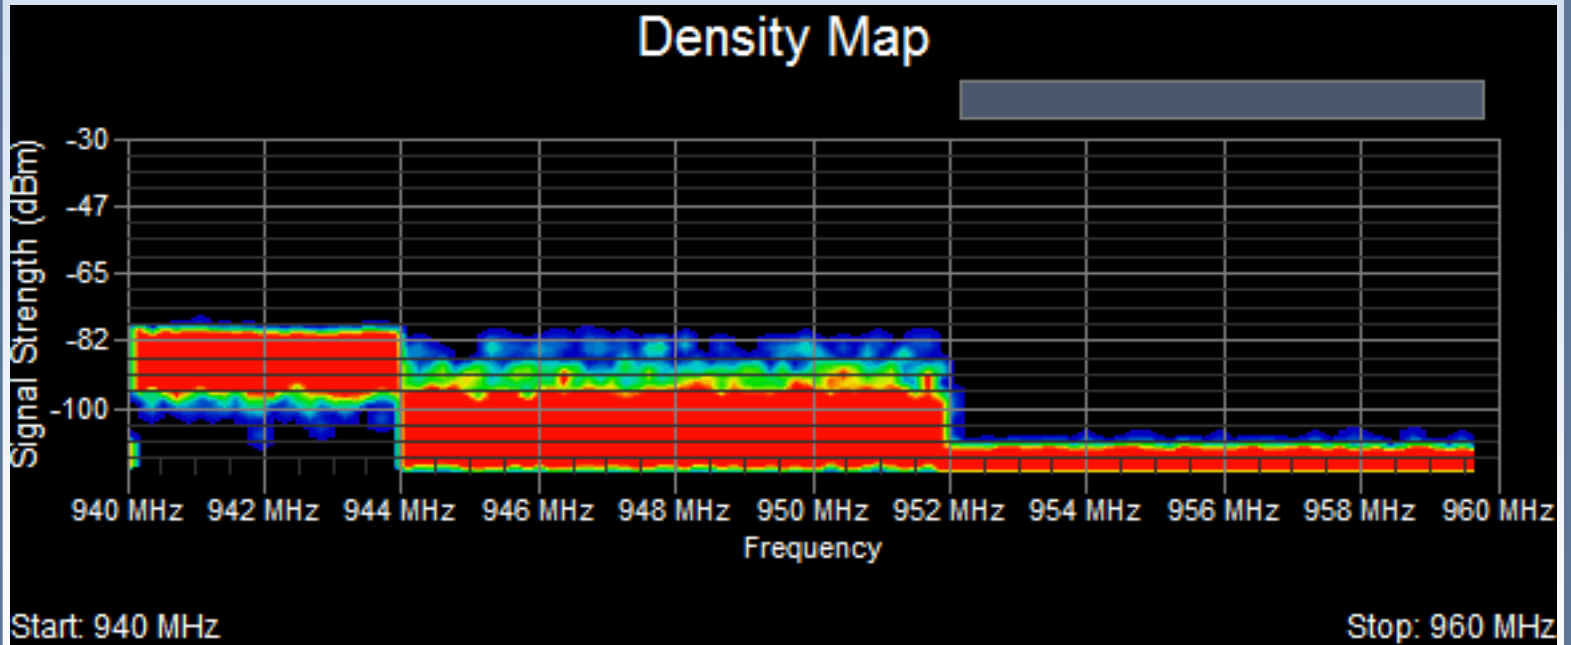 Density Map
Signal Strength (dBm)
-30
-47
-65
-82
-100
940 MHz 942 MHz 944 MHz 946 MHz 948 MHz 950 MHz 952 MHz 954 MHz 956 MHz 958 MHz 960 MHz
Frequency
Start: 940 MHz Stop: 960 MHz